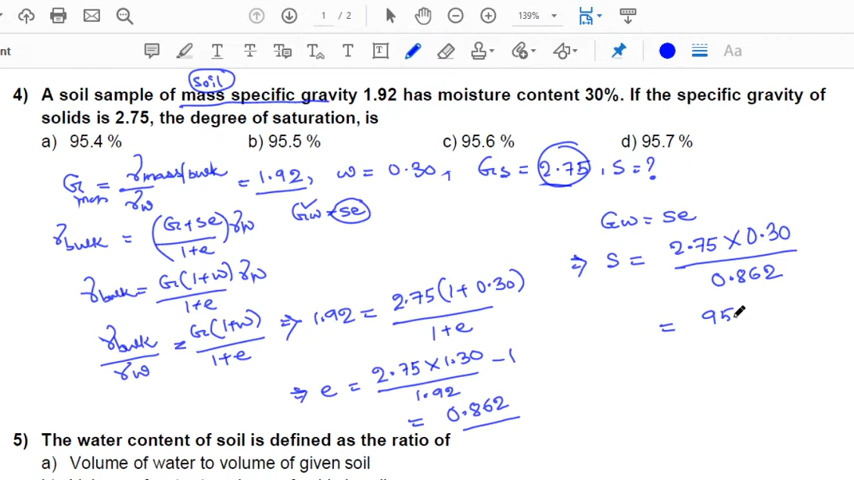 1 / 2
139%
nt
T T T T T Aa
soil
4) A soil sample of mass specific gravity 1.92 has moisture content 30%. If the specific gravity of
solids is 2.75, the degree of saturation, is
a) 95.4 % b) 95.5 % c) 95.6 % d) 95.7 %
G mass = γmass/bulk / γw = 1.92, w = 0.30, Gs = 2.75, S = ?
Gw = Se
γbulk = (G+Se / 1+e) γw
γbulk = G(1+w) γw / 1+e
γbulk / γw = G(1+w) / 1+e ⇒ 1.92 = 2.75(1+0.30) / 1+e
⇒ e = 2.75 × 1.30 / 1.92 - 1
= 0.862
Gw = Se
⇒ S = 2.75 × 0.30 / 0.862
= 95
5) The water content of soil is defined as the ratio of
a) Volume of water to volume of given soil